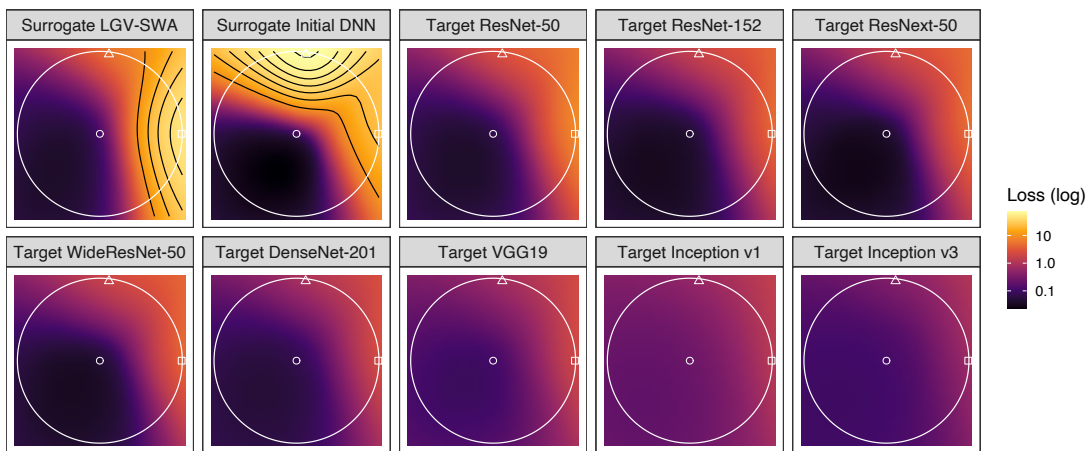 Surrogate LGV-SWA
Surrogate Initial DNN
Target ResNet-50
Target ResNet-152
Target ResNext-50
Target WideResNet-50
Target DenseNet-201
Target VGG19
Target Inception v1
Target Inception v3
Loss (log)
10
1.0
0.1